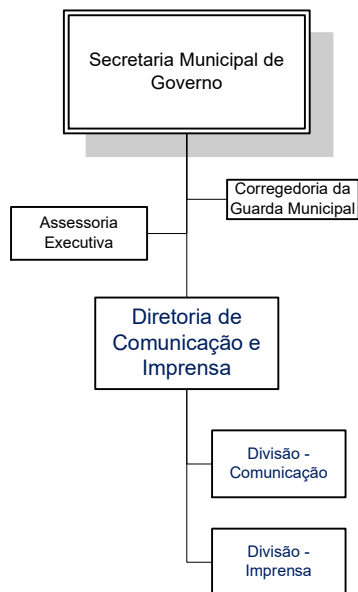 Secretaria Municipal de
Governo
Corregedoria da
Guarda Municipal
Assessoria
Executiva
Diretoria de
Comunicação e
Imprensa
Divisão -
Comunicação
Divisão -
Imprensa